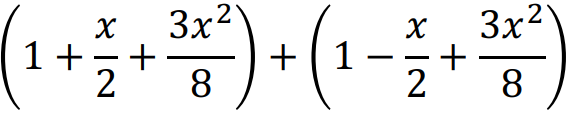 (1 + x/2 + 3x²/8) + (1 − x/2 + 3x²/8)